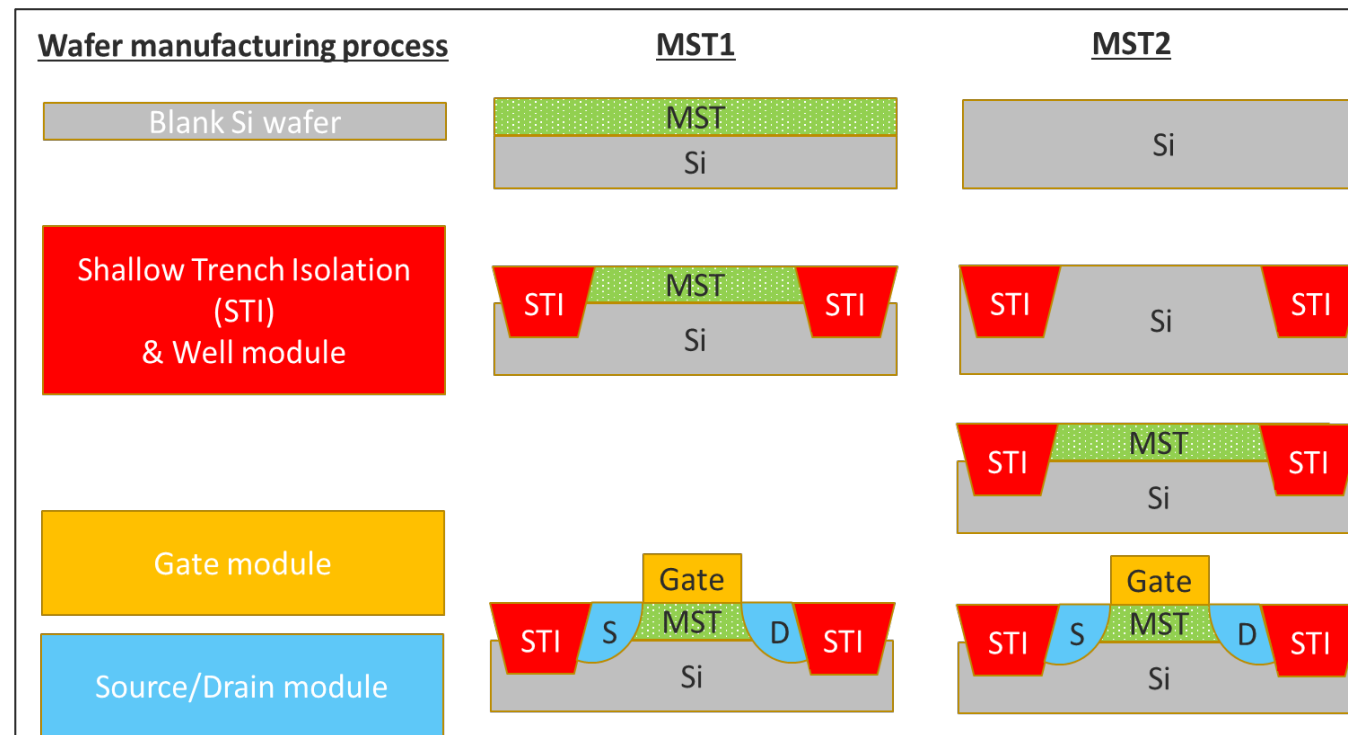 Wafer manufacturing process
MST1
MST2
Blank Si wafer
MST
Si
Si
Shallow Trench Isolation
(STI)
& Well module
STI
MST
STI
Si
STI
Si
STI
STI
MST
STI
Si
Gate module
Source/Drain module
Gate
STI
S
MST
D
STI
Si
Gate
STI
S
MST
D
STI
Si